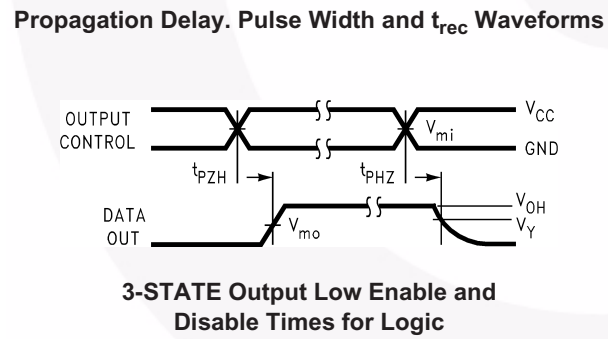 Propagation Delay. Pulse Width and trec Waveforms
OUTPUT
CONTROL
VCC
Vmi
GND
tPZH
tPHZ
DATA
OUT
Vmo
VOH
VY
3-STATE Output Low Enable and
Disable Times for Logic